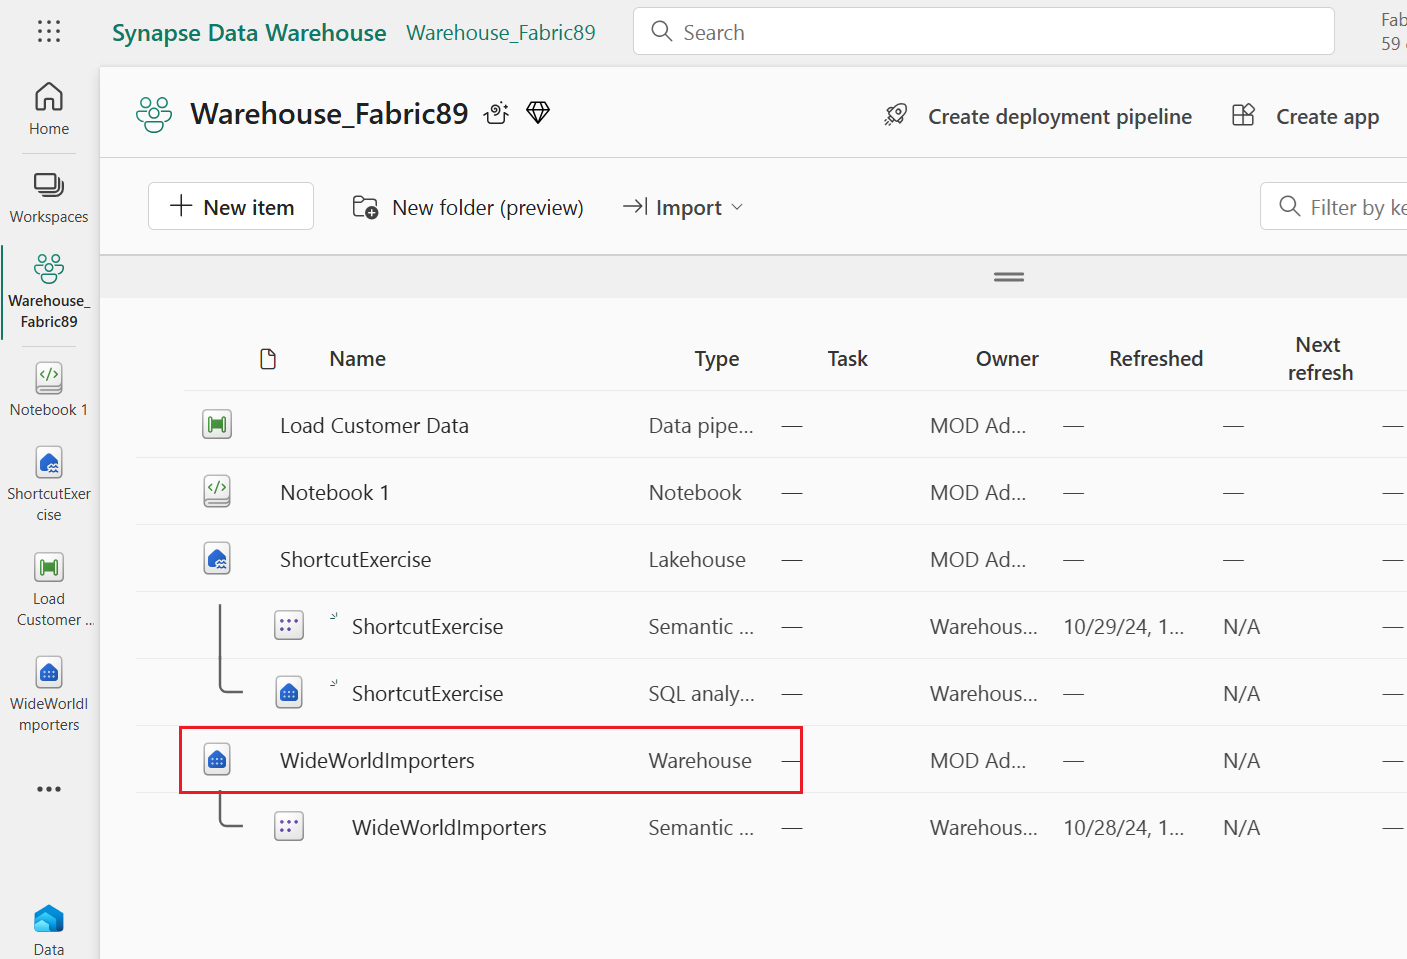 Synapse Data Warehouse Warehouse_Fabric89 Search Fab
59
Home
Workspaces
Warehouse_
Fabric89
Notebook 1
ShortcutExer
cise
Load
Customer ...
WideWorldI
mporters
Data
Warehouse_Fabric89 Create deployment pipeline Create app
New item New folder (preview) Import Filter by ke
Name Type Task Owner Refreshed Next
refresh
Load Customer Data Data pipe... — MOD Ad... — — —
Notebook 1 Notebook — MOD Ad... — — —
ShortcutExercise Lakehouse — MOD Ad... — — —
ShortcutExercise Semantic ... — Warehous... 10/29/24, 1... N/A —
ShortcutExercise SQL analy... — Warehous... — N/A —
WideWorldImporters Warehouse — MOD Ad... — N/A —
WideWorldImporters Semantic ... — Warehous... 10/28/24, 1... N/A —